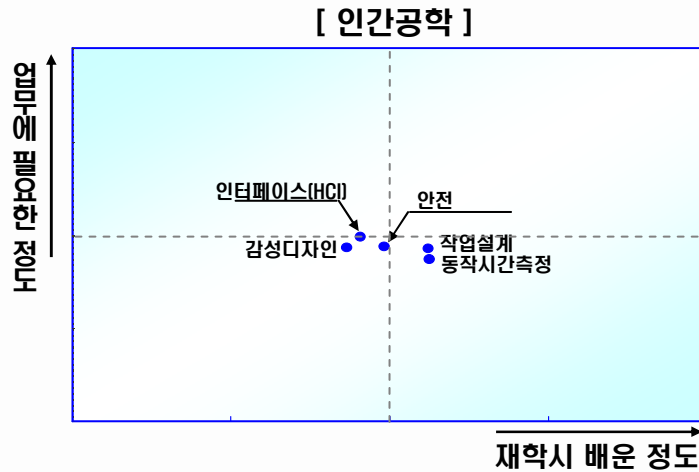 [ 인간공학 ]
업무에 필요한 정도
인터페이스(HCI)
안전
감성디자인
작업설계
동작시간측정
재학시 배운 정도